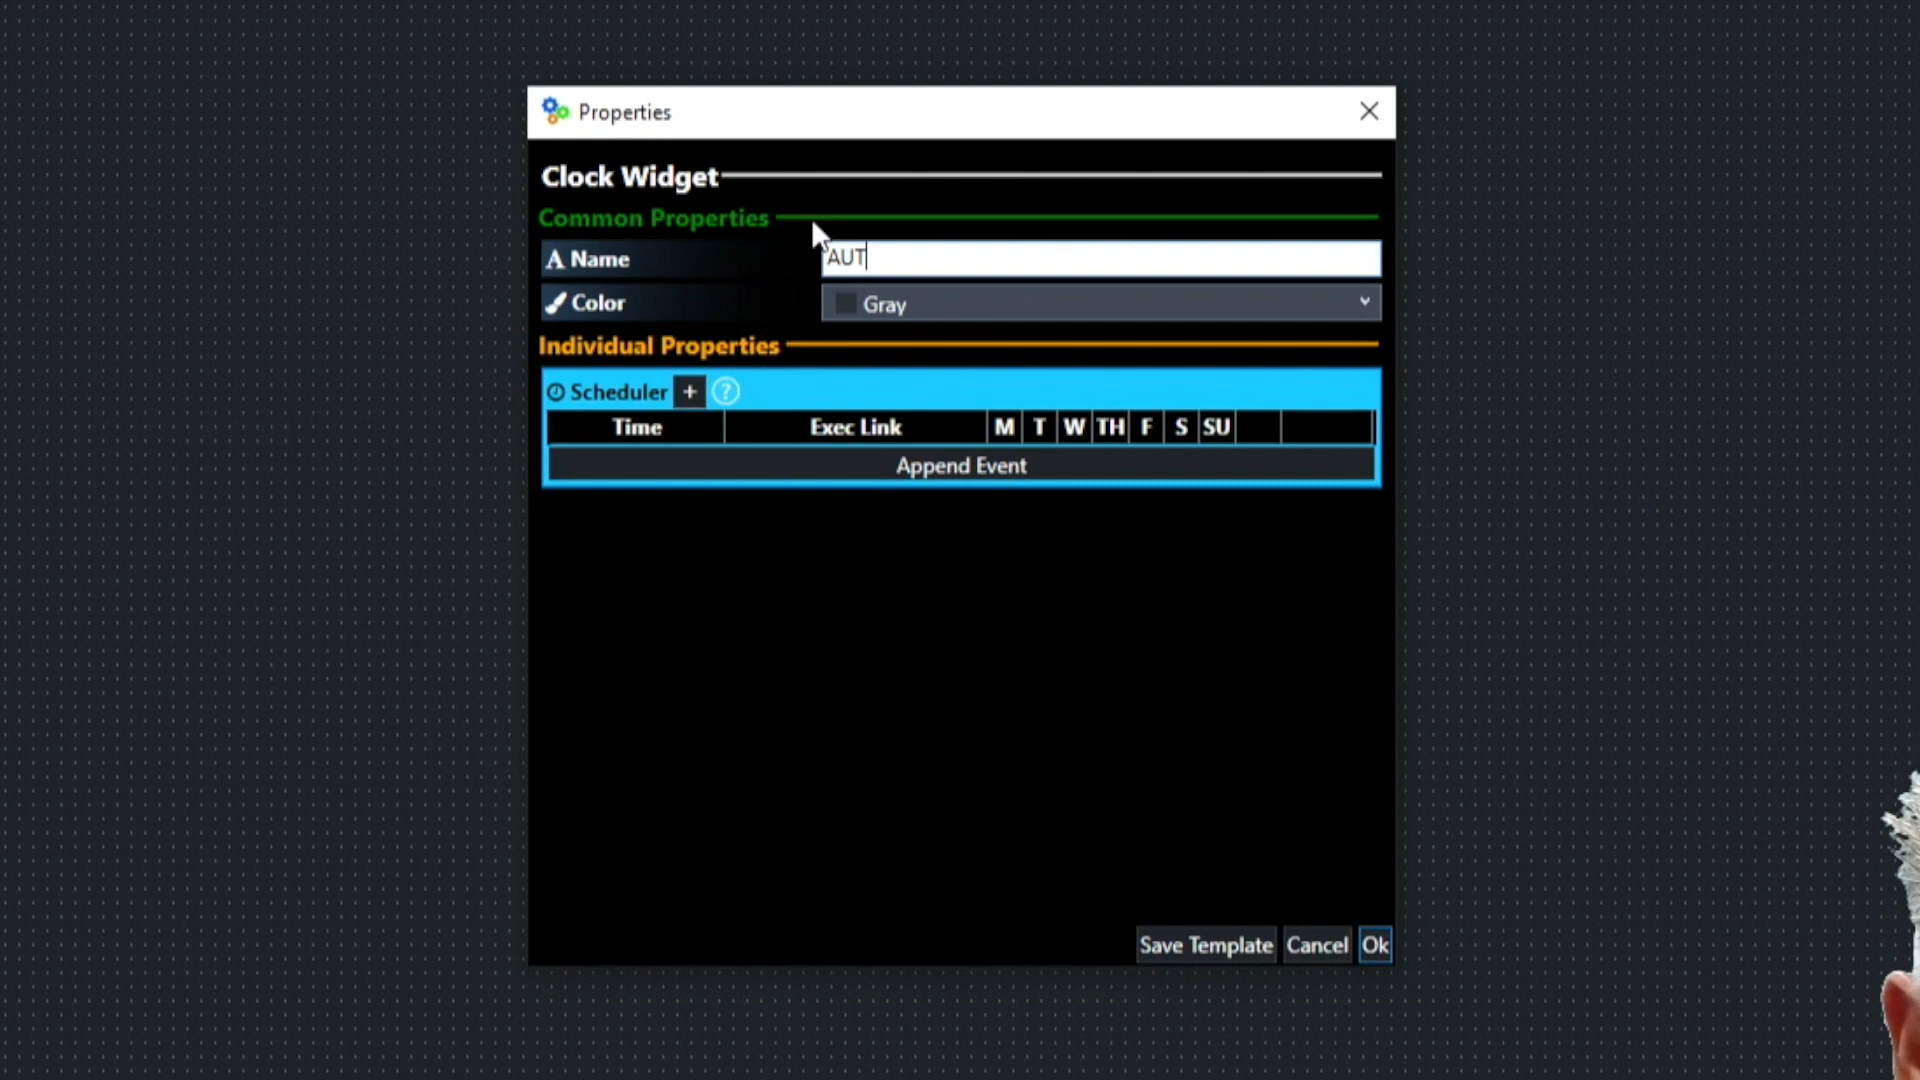 Properties
Clock Widget
Common Properties
A Name AUT
Color Gray
Individual Properties
Scheduler + ?
Time Exec Link M T W TH F S SU
Append Event
Save Template Cancel Ok